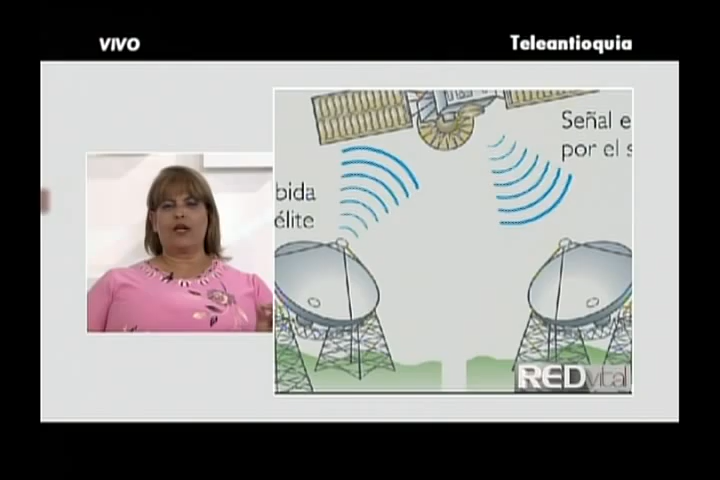 VIVO
Teleantioquia
Señal e
por el s
bida
élite
REDvital